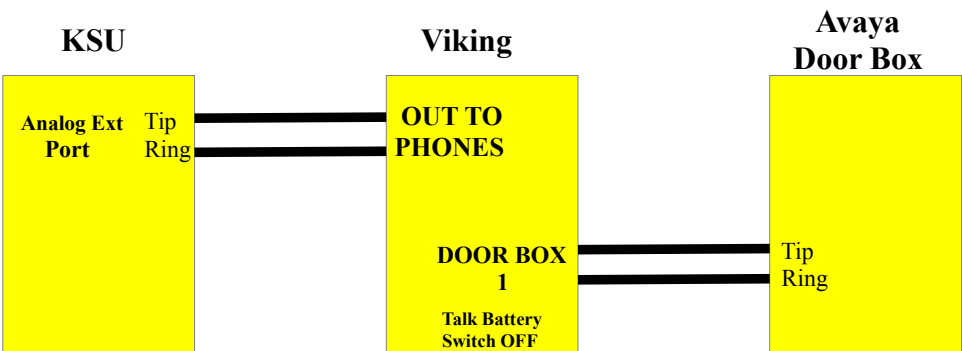 KSU
Viking
Avaya
Door Box
Analog Ext
Port
Tip
Ring
OUT TO
PHONES
DOOR BOX
1
Talk Battery
Switch OFF
Tip
Ring